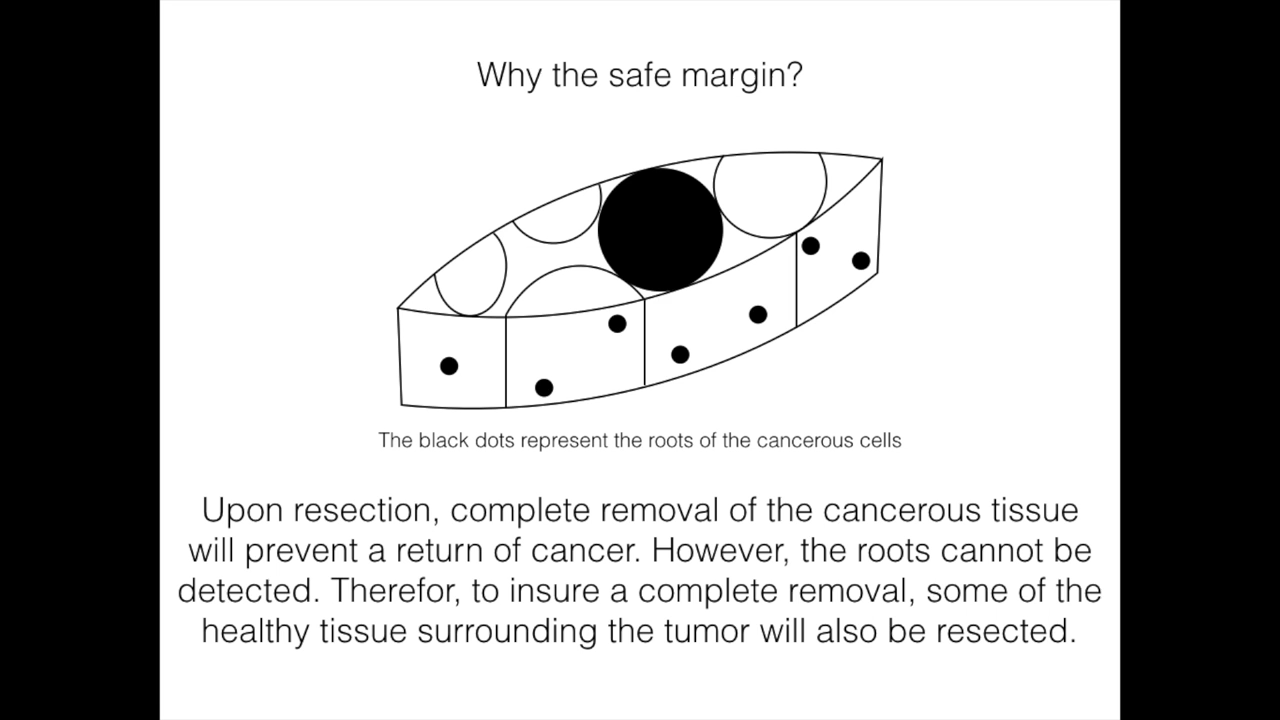 Why the safe margin?
The black dots represent the roots of the cancerous cells
Upon resection, complete removal of the cancerous tissue
will prevent a return of cancer. However, the roots cannot be
detected. Therefor, to insure a complete removal, some of the
healthy tissue surrounding the tumor will also be resected.